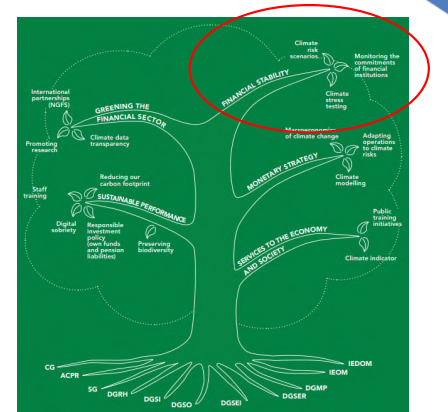 Climate
risk
scenarios
Monitoring the
commitments
of financial
institutions
FINANCIAL STABILITY
Climate
stress
testing
International
partnerships
(NGFS)
GREENING THE
FINANCIAL SECTOR
Promoting
research
Climate data
transparency
Macroeconomics
of climate change
Adapting
operations
to climate
risks
MONETARY STRATEGY
Climate
modelling
Staff
training
Reducing our
carbon footprint
SUSTAINABLE PERFORMANCE
Digital
sobriety
Responsible
investment
policy
(own funds
and pension
liabilities)
Preserving
biodiversity
Public
training
initiatives
SERVICES TO THE ECONOMY
AND SOCIETY
Climate indicator
CG
ACPR
SG
DGRH
DGSI
DGSO
DGSEI
DGSER
DGMP
IEOM
IEDOM